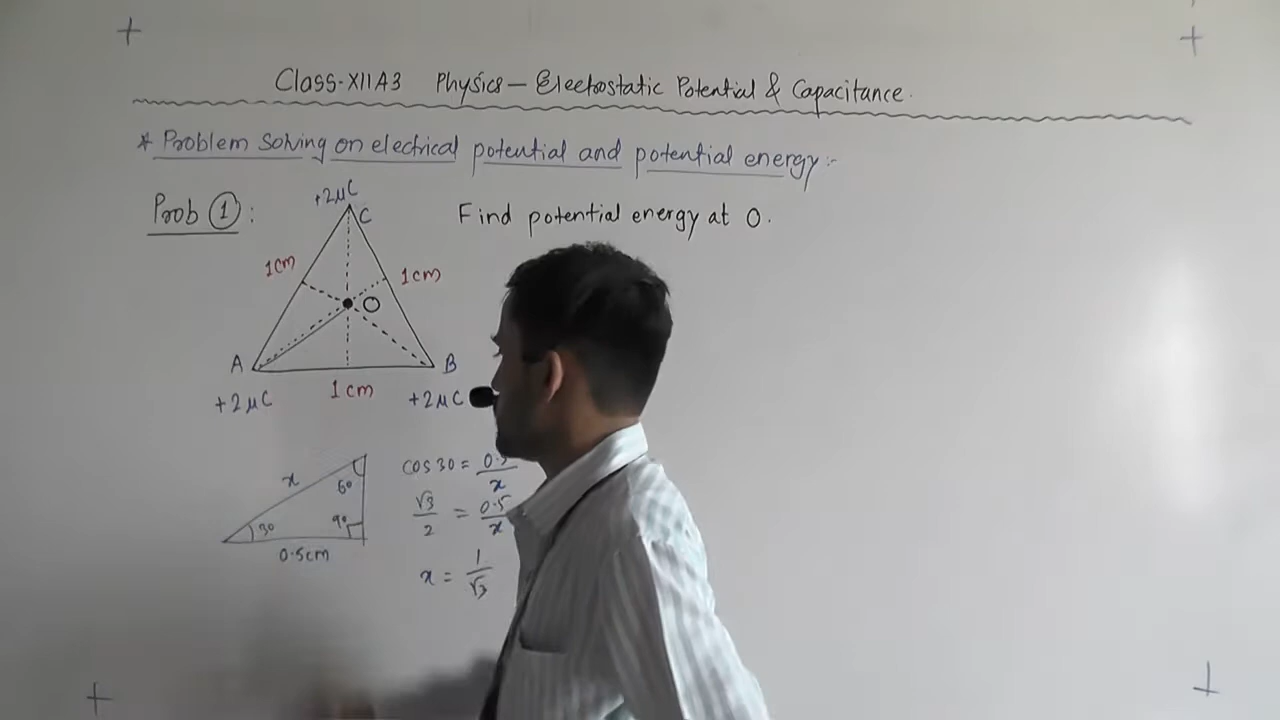 Class-XII A3 Physics - Electrostatic Potential & Capacitance.
* Problem solving on electrical potential and potential energy:-
Prob 1 :
Find potential energy at O.
+2μC
C
1cm
1cm
O
A
B
+2μC
1cm
+2μC
x
60
30
90
0.5cm
cos 30 = 0.5/x
√3/2 = 0.5/x
x = 1/√3